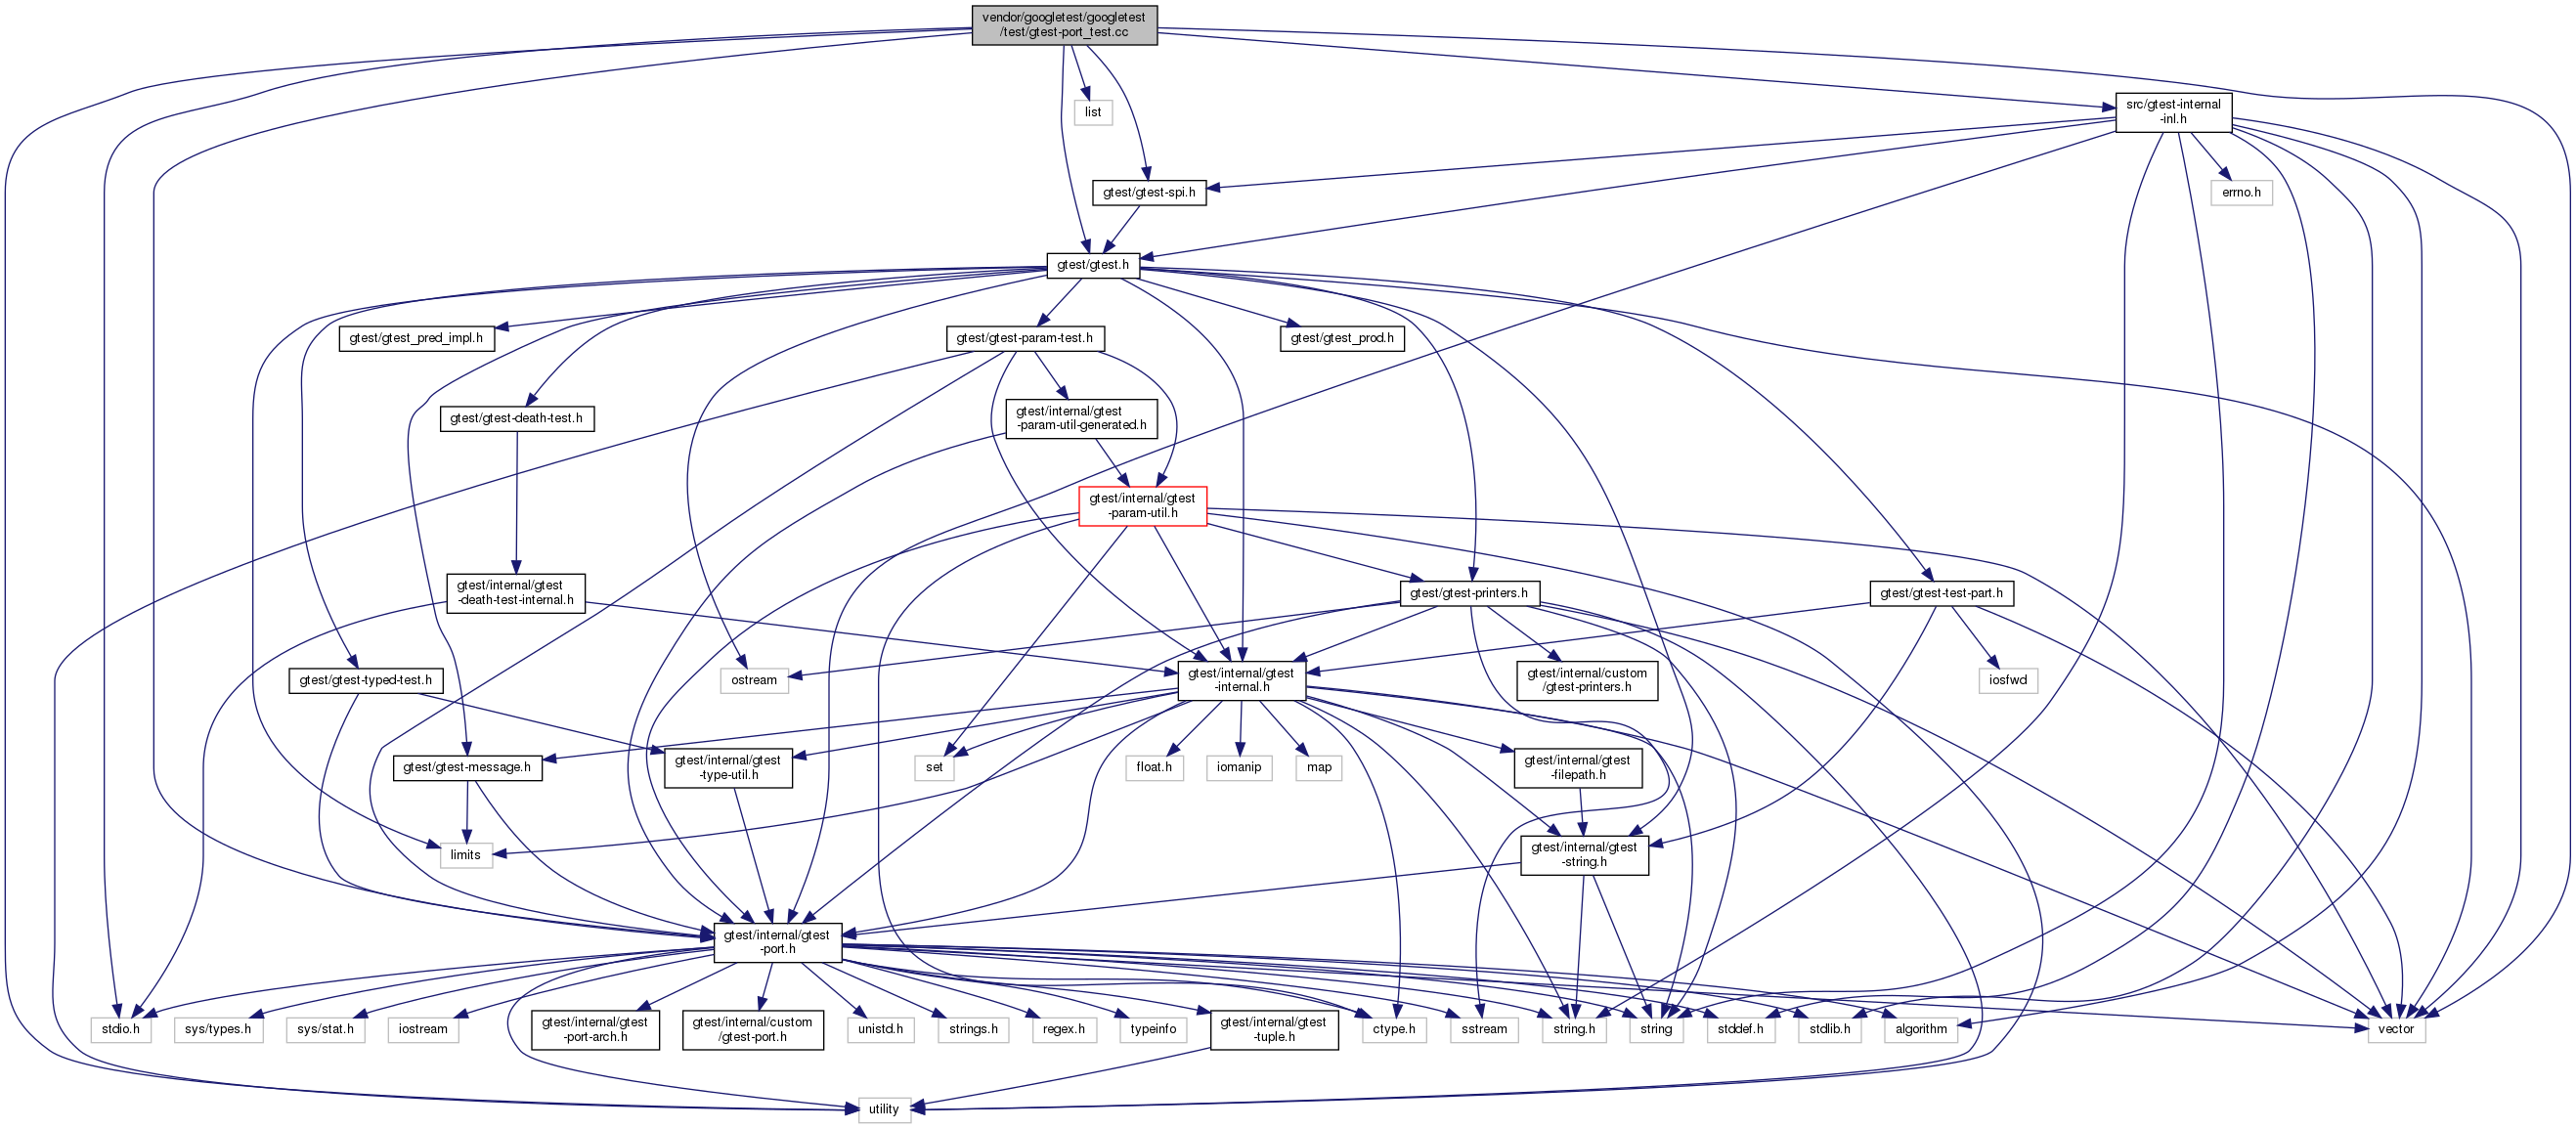 vendor/googletest/googletest
/test/gtest-port_test.cc
list
src/gtest-internal
-inl.h
gtest/gtest-spi.h
errno.h
gtest/gtest.h
gtest/gtest_pred_impl.h
gtest/gtest-param-test.h
gtest/gtest_prod.h
gtest/gtest-death-test.h
gtest/internal/gtest
-param-util-generated.h
gtest/internal/gtest
-param-util.h
gtest/internal/gtest
-death-test-internal.h
gtest/gtest-printers.h
gtest/gtest-test-part.h
gtest/gtest-typed-test.h
ostream
gtest/internal/gtest
-internal.h
gtest/internal/custom
/gtest-printers.h
iosfwd
gtest/gtest-message.h
gtest/internal/gtest
-type-util.h
set
float.h
iomanip
map
gtest/internal/gtest
-filepath.h
limits
gtest/internal/gtest
-string.h
gtest/internal/gtest
-port.h
stdio.h
sys/types.h
sys/stat.h
iostream
gtest/internal/gtest
-port-arch.h
gtest/internal/custom
/gtest-port.h
unistd.h
strings.h
regex.h
typeinfo
gtest/internal/gtest
-tuple.h
ctype.h
sstream
string.h
string
stddef.h
stdlib.h
algorithm
vector
utility